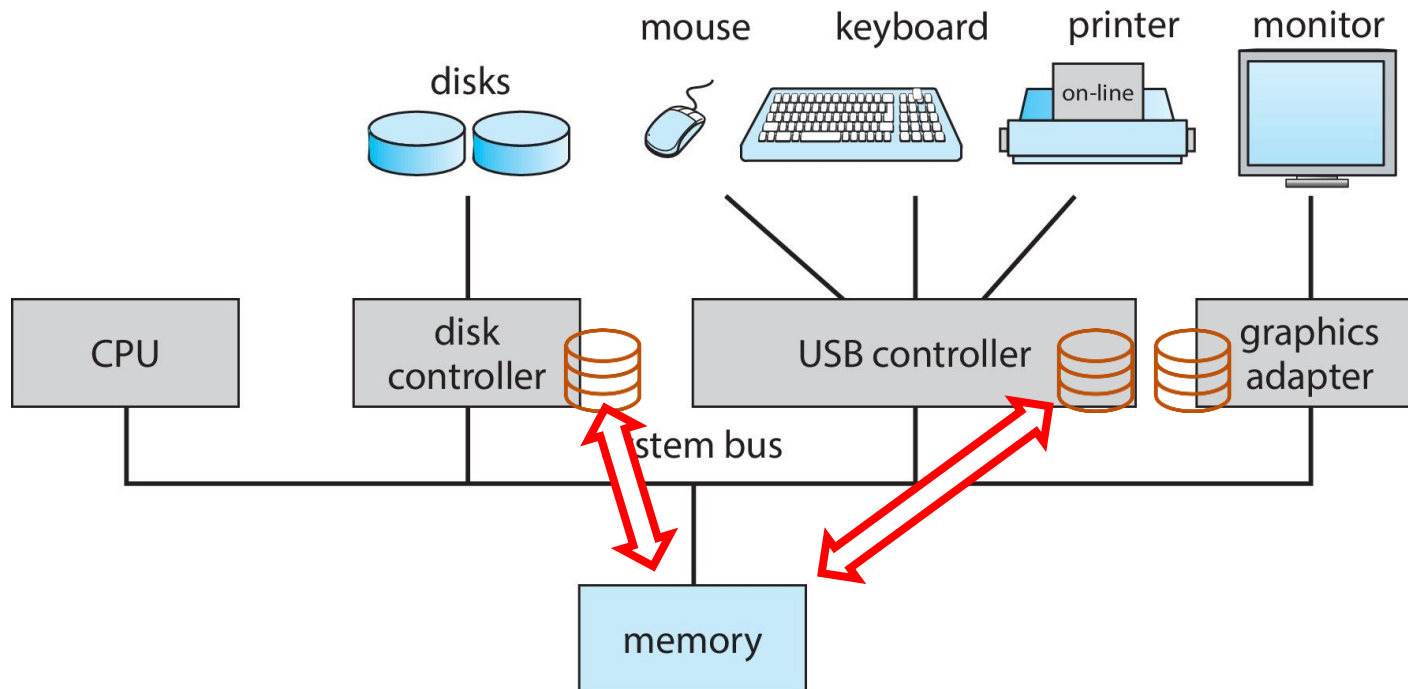 mouse
keyboard
printer
monitor
disks
on-line
CPU
disk
controller
USB controller
graphics
adapter
stem bus
memory